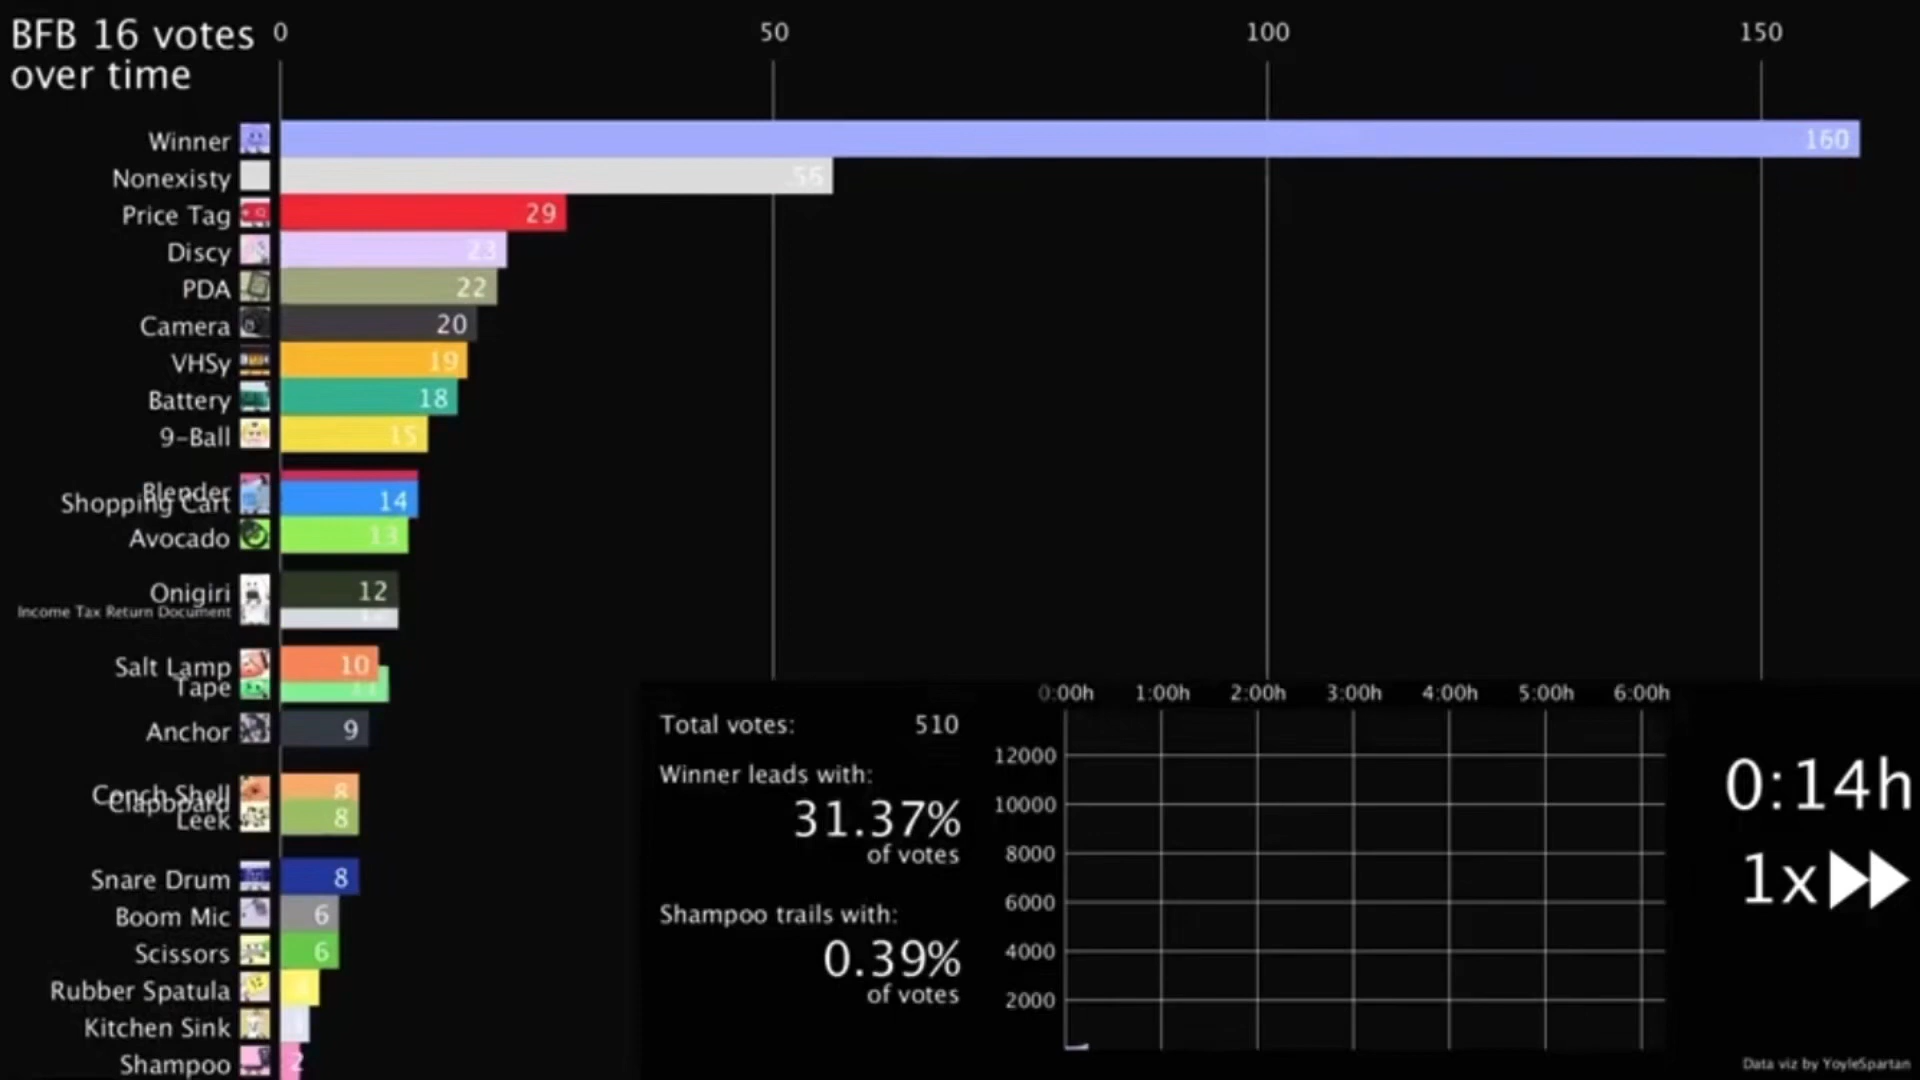 BFB 16 votes
over time
0 50 100 150
Winner 160
Nonexisty 56
Price Tag 29
Discy 23
PDA 22
Camera 20
VHSy 19
Battery 18
9-Ball 15
Blender
Shopping Cart 14
Avocado 13
Onigiri 12
Income Tax Return Document
Salt Lamp 10
Tape 11
Anchor 9
Conch Shell 8
Clapboard
Leek 8
Snare Drum 8
Boom Mic 6
Scissors 6
Rubber Spatula
Kitchen Sink
Shampoo 2
Total votes: 510
Winner leads with:
31.37%
of votes
Shampoo trails with:
0.39%
of votes
0:00h 1:00h 2:00h 3:00h 4:00h 5:00h 6:00h
12000
10000
8000
6000
4000
2000
0:14h
1x
Data viz by YoyleSpartan